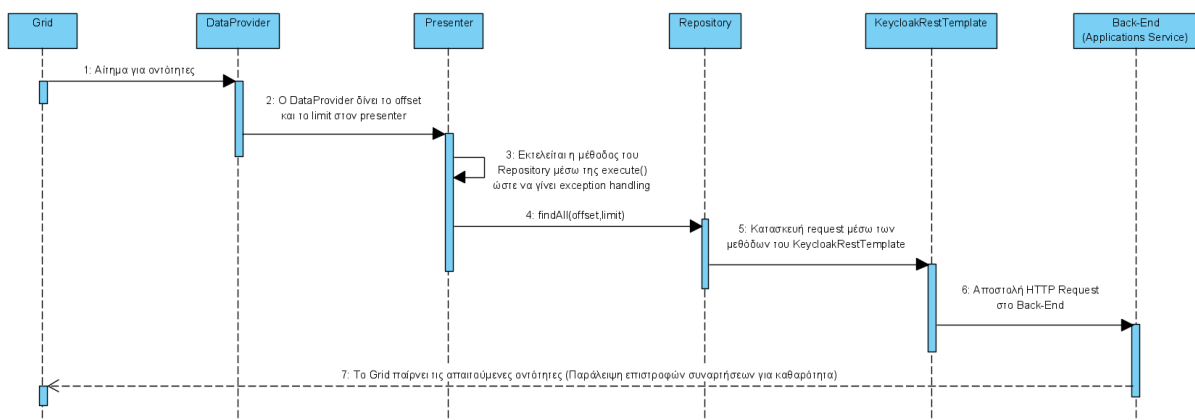 Grid
DataProvider
Presenter
Repository
KeycloakRestTemplate
Back-End
(Applications Service)
1: Αίτημα για οντότητες
2: Ο DataProvider δίνει το offset
και το limit στον presenter
3: Εκτελείται η μέθοδος του
Repository μέσω της execute()
ώστε να γίνει exception handling
4: findAll(offset,limit)
5: Κατασκευή request μέσω των
μεθόδων του KeycloakRestTemplate
6: Αποστολή HTTP Request
στο Back-End
7: Το Grid παίρνει τις απαιτούμενες οντότητες (Παράλειψη επιστροφών συναρτήσεων για καθαρότητα)